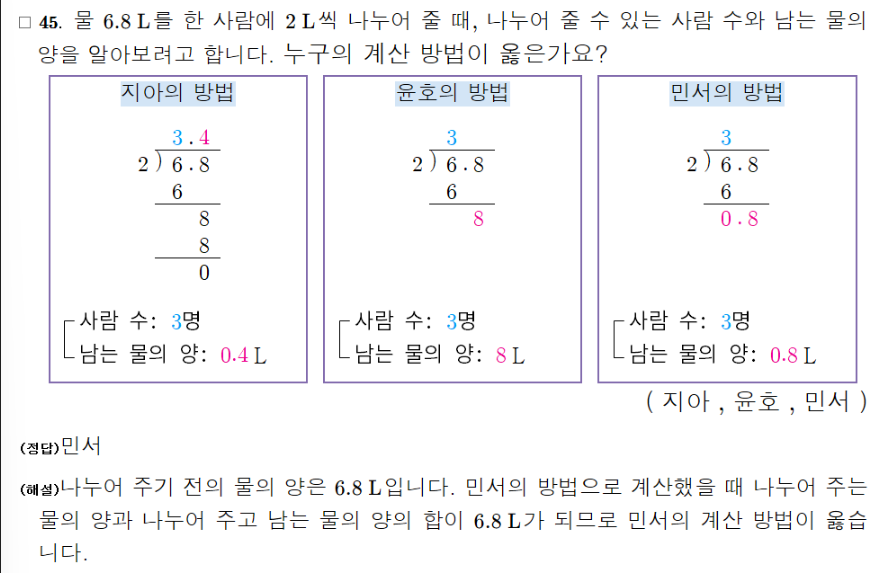 □ 45. 물 6.8 L를 한 사람에 2 L씩 나누어 줄 때, 나누어 줄 수 있는 사람 수와 남는 물의
양을 알아보려고 합니다. 누구의 계산 방법이 옳은가요?
지아의 방법
3.4
2)6.8
6
8
8
0
사람 수: 3명
남는 물의 양: 0.4 L
윤호의 방법
3
2)6.8
6
8
사람 수: 3명
남는 물의 양: 8 L
민서의 방법
3
2)6.8
6
0.8
사람 수: 3명
남는 물의 양: 0.8 L
( 지아 , 윤호 , 민서 )
(정답)민서
(해설)나누어 주기 전의 물의 양은 6.8 L입니다. 민서의 방법으로 계산했을 때 나누어 주는
물의 양과 나누어 주고 남는 물의 양의 합이 6.8 L가 되므로 민서의 계산 방법이 옳습
니다.